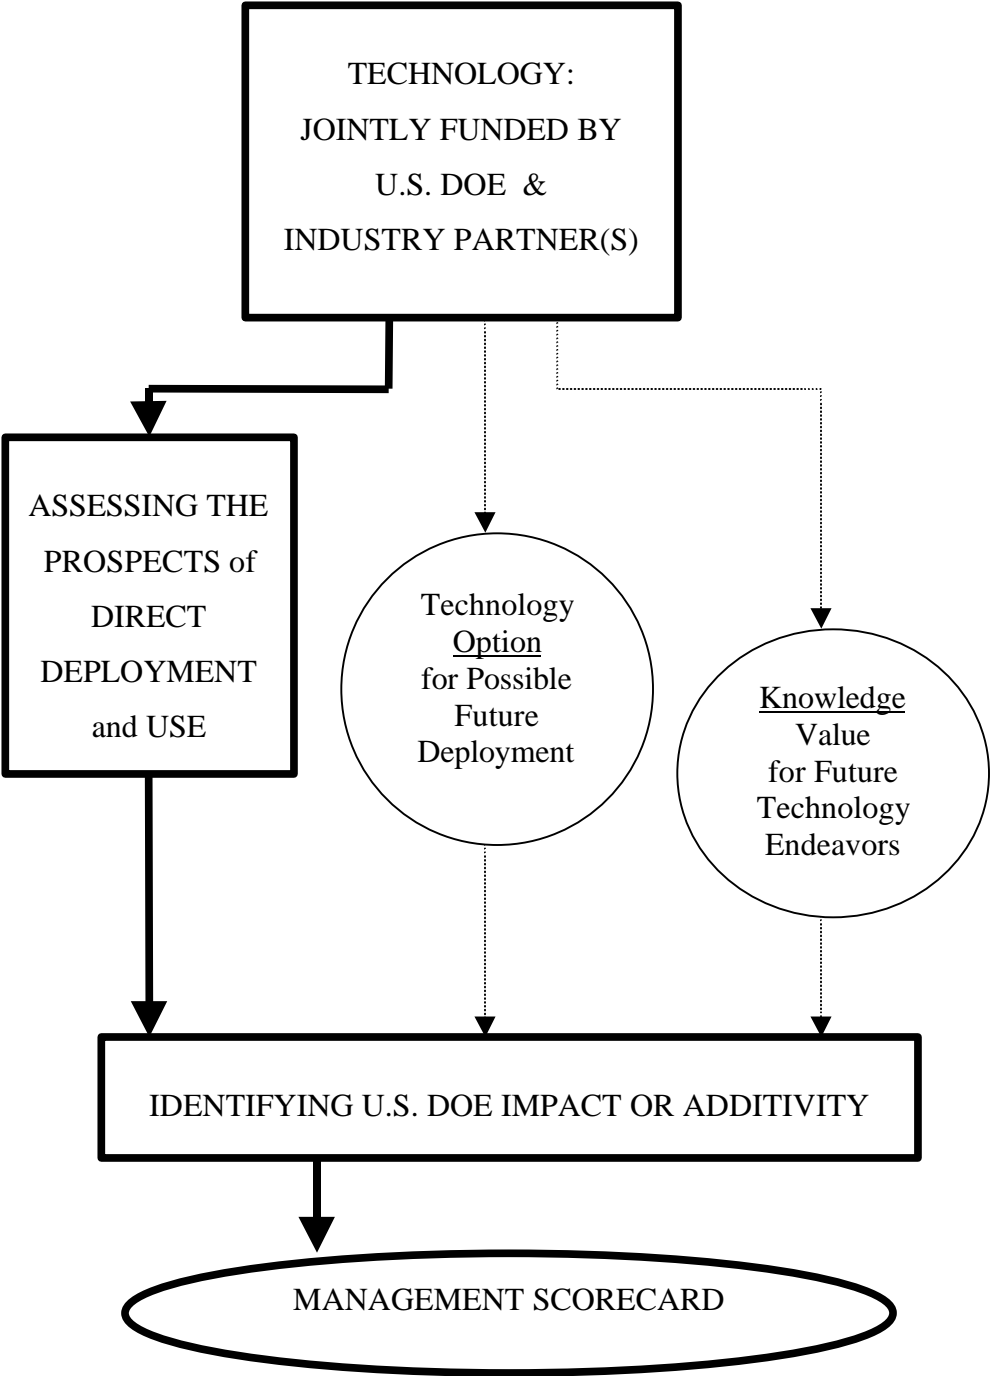 TECHNOLOGY:
JOINTLY FUNDED BY
U.S. DOE &
INDUSTRY PARTNER(S)
ASSESSING THE
PROSPECTS of
DIRECT
DEPLOYMENT
and USE
Technology
Option
for Possible
Future
Deployment
Knowledge
Value
for Future
Technology
Endeavors
IDENTIFYING U.S. DOE IMPACT OR ADDITIVITY
MANAGEMENT SCORECARD